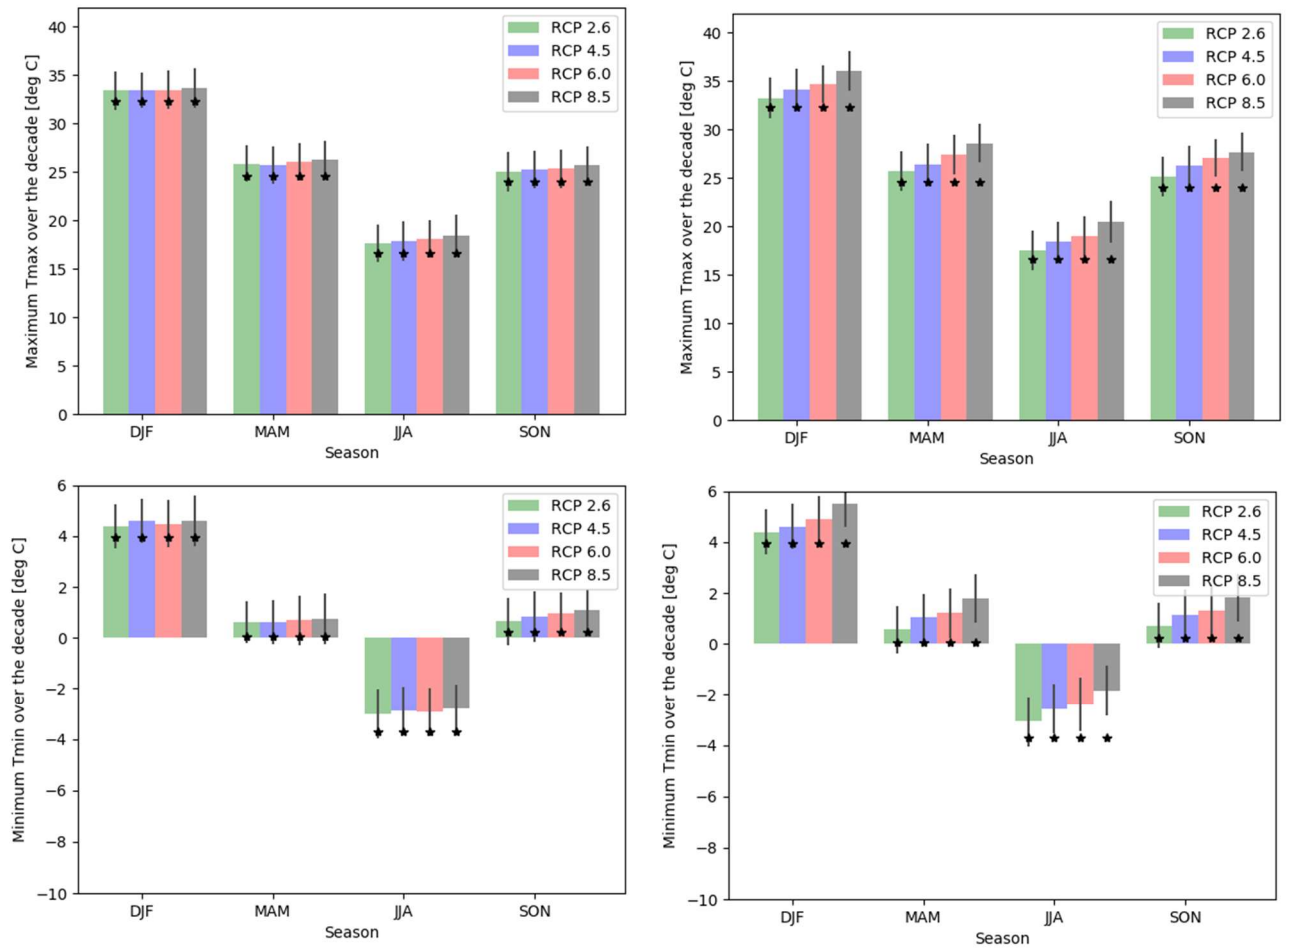 Maximum Tmax over the decade [deg C]
40
35
30
25
20
15
10
5
0
RCP 2.6
RCP 4.5
RCP 6.0
RCP 8.5
DJF MAM JJA SON
Season
Maximum Tmax over the decade [deg C]
40
35
30
25
20
15
10
5
0
RCP 2.6
RCP 4.5
RCP 6.0
RCP 8.5
DJF MAM JJA SON
Season
Minimum Tmin over the decade [deg C]
6
4
2
0
−2
−4
−6
−8
−10
RCP 2.6
RCP 4.5
RCP 6.0
RCP 8.5
DJF MAM JJA SON
Season
Minimum Tmin over the decade [deg C]
6
4
2
0
−2
−4
−6
−8
−10
RCP 2.6
RCP 4.5
RCP 6.0
RCP 8.5
DJF MAM JJA SON
Season